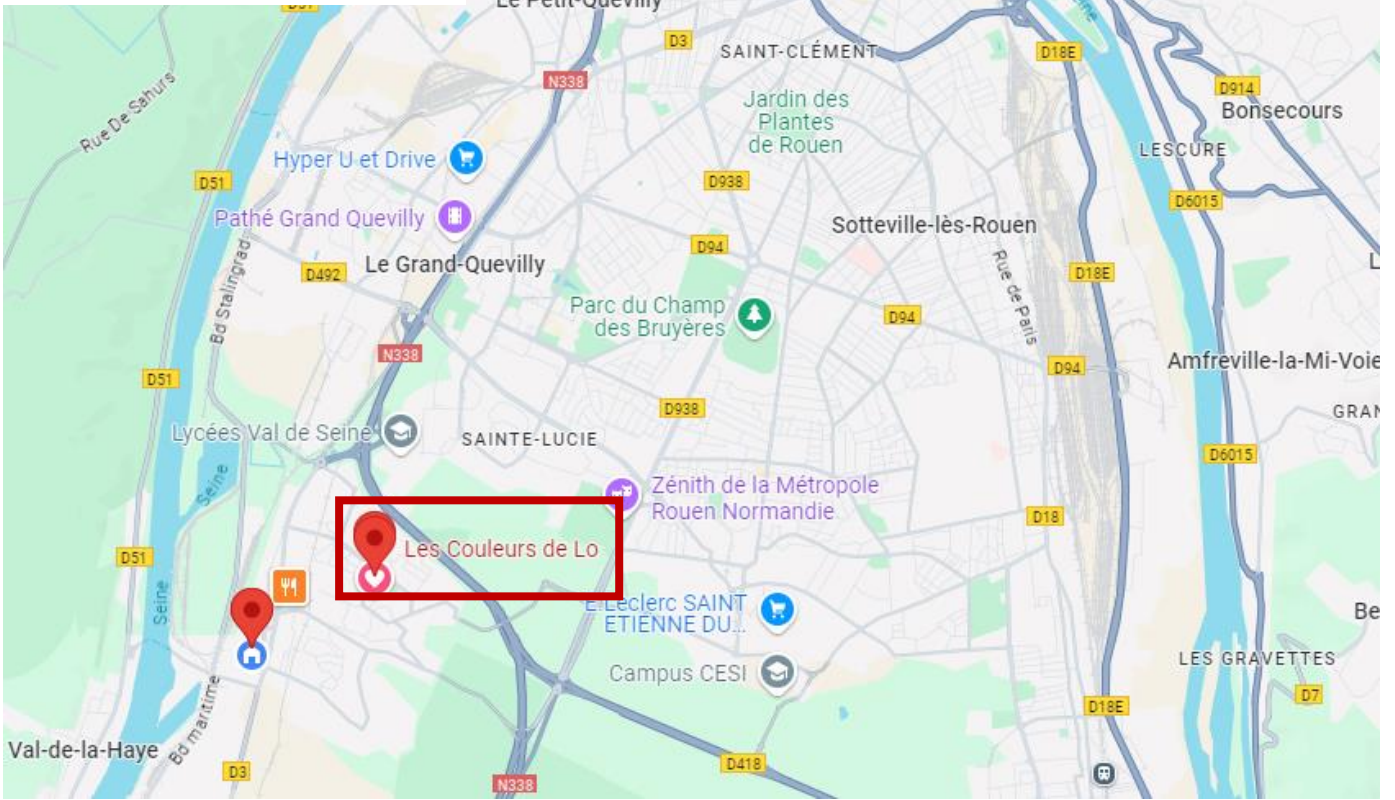 Le Petit-Quevilly
D3
SAINT-CLÉMENT
D18E
N338
D914
Bonsecours
Rue De Sahurs
Jardin des
Plantes
de Rouen
LESCURE
Hyper U et Drive
D51
D938
D6015
Pathé Grand Quevilly
Sotteville-lès-Rouen
D94
Le Grand-Quevilly
D492
Rue de Paris
D18E
Bd Stalingrad
Parc du Champ
des Bruyères
D94
N338
D94
Amfreville-la-Mi-Voie
D51
D938
Lycées Val de Seine
SAINTE-LUCIE
D6015
Seine
Zénith de la Métropole
Rouen Normandie
D18
Les Couleurs de Lo
D51
Seine
E.Leclerc SAINT
ETIENNE DU...
LES GRAVETTES
Campus CESI
D7
Bd maritime
D18E
Val-de-la-Haye
D3
D418
N338